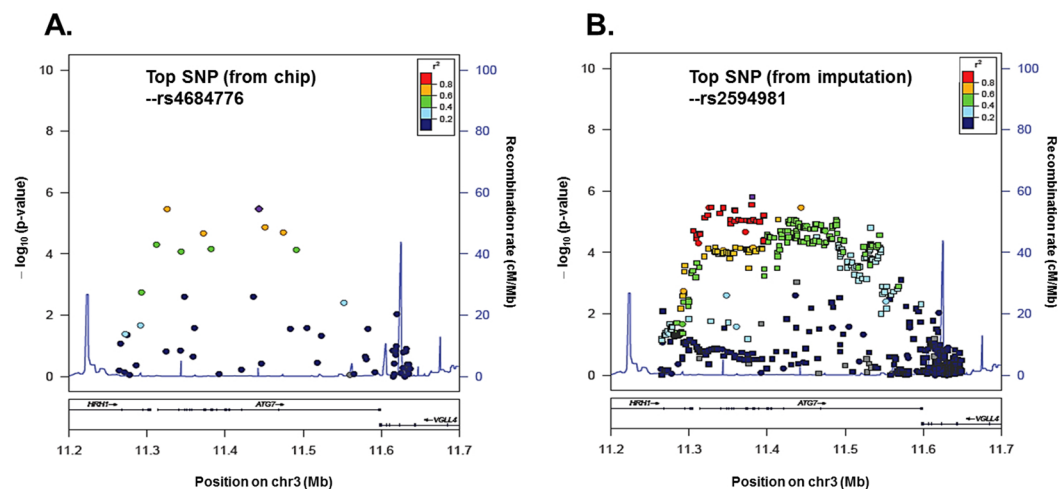 A.
Top SNP (from chip)
--rs4684776
r²
0.8
0.6
0.4
0.2
10
8
6
4
2
0
– log₁₀ (p-value)
100
80
60
40
20
0
Recombination rate (cM/Mb)
HRH1→
ATG7→
←VGLL4
11.2 11.3 11.4 11.5 11.6 11.7
Position on chr3 (Mb)
B.
Top SNP (from imputation)
--rs2594981
r²
0.8
0.6
0.4
0.2
10
8
6
4
2
0
– log₁₀ (p-value)
100
80
60
40
20
0
Recombination rate (cM/Mb)
HRH1→
ATG7→
←VGLL4
11.2 11.3 11.4 11.5 11.6 11.7
Position on chr3 (Mb)